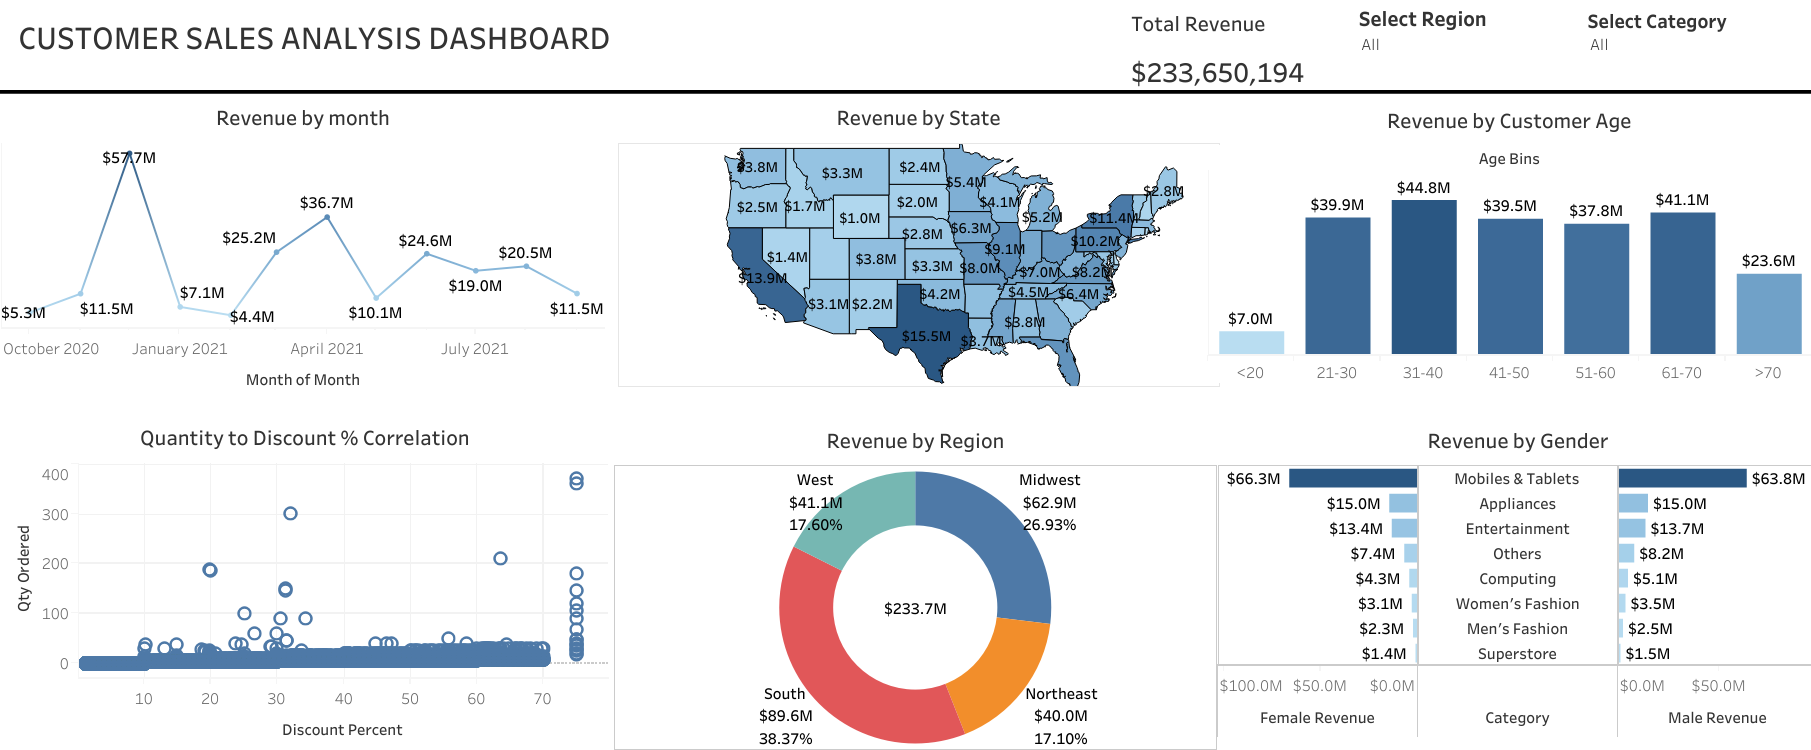 CUSTOMER SALES ANALYSIS DASHBOARD
Total Revenue
$233,650,194
Select Region
All
Select Category
All
Revenue by month
$57.7M
$36.7M
$25.2M
$24.6M
$20.5M
$19.0M
$7.1M
$5.3M
$11.5M
$4.4M
$10.1M
$11.5M
October 2020
January 2021
April 2021
July 2021
Month of Month
Revenue by State
$3.8M
$3.3M
$2.4M
$5.4M
$2.8M
$2.5M
$1.7M
$1.0M
$2.0M
$4.1M
$5.2M
$11.4M
$2.8M
$6.3M
$10.2M
$1.4M
$3.8M
$3.3M
$9.1M
$13.9M
$8.0M
$7.0M
$8.2M
$3.1M
$2.2M
$4.2M
$4.5M
$6.4M
$15.5M
$3.7M
$3.8M
Revenue by Customer Age
Age Bins
$7.0M
$39.9M
$44.8M
$39.5M
$37.8M
$41.1M
$23.6M
<20
21-30
31-40
41-50
51-60
61-70
>70
Quantity to Discount % Correlation
Qty Ordered
400
300
200
100
0
10
20
30
40
50
60
70
Discount Percent
Revenue by Region
West
$41.1M
17.60%
Midwest
$62.9M
26.93%
$233.7M
South
$89.6M
38.37%
Northeast
$40.0M
17.10%
Revenue by Gender
$66.3M Mobiles & Tablets $63.8M
$15.0M Appliances $15.0M
$13.4M Entertainment $13.7M
$7.4M Others $8.2M
$4.3M Computing $5.1M
$3.1M Women's Fashion $3.5M
$2.3M Men's Fashion $2.5M
$1.4M Superstore $1.5M
$100.0M $50.0M $0.0M $0.0M $50.0M
Female Revenue Category Male Revenue